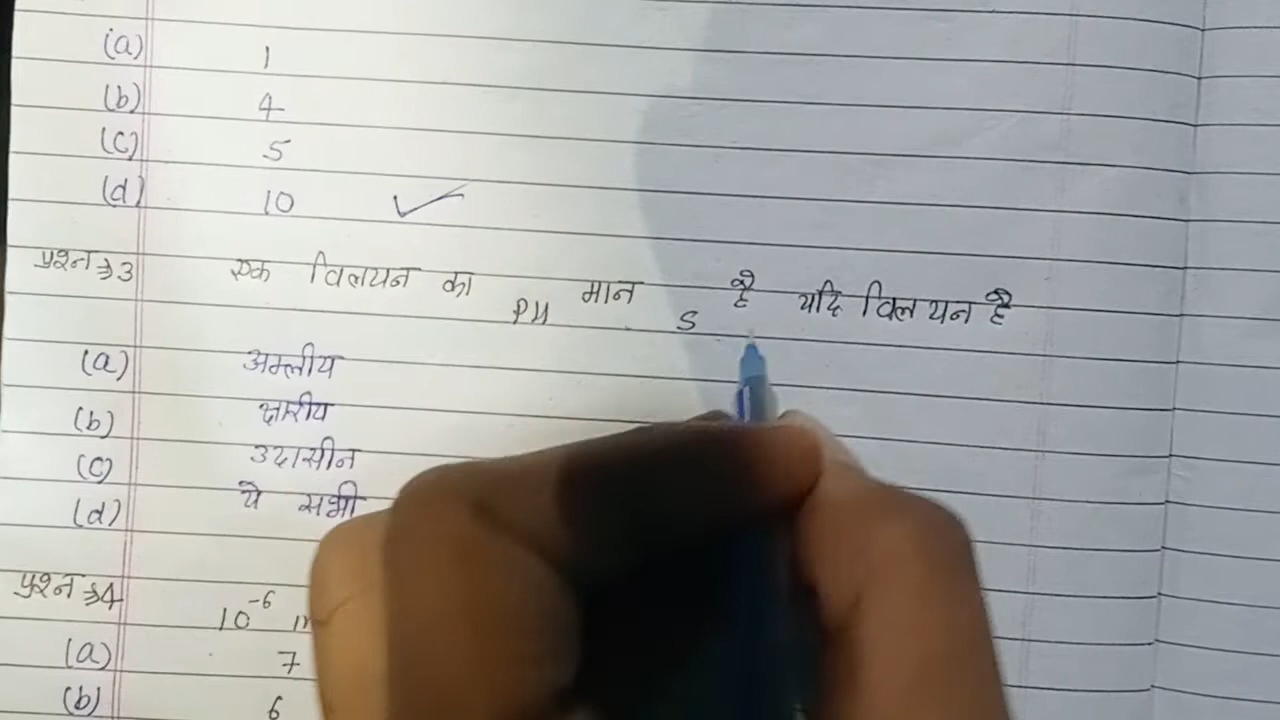 (a) 1
(b) 4
(c) 5
(d) 10 ✓
प्रश्न→3 एक विलयन का PH मान 5 है यदि विलयन है
(a) अम्लीय
(b) क्षारीय
(c) उदासीन
(d) ये सभी
प्रश्न→4 10⁻⁶
(a) 7
(b) 6